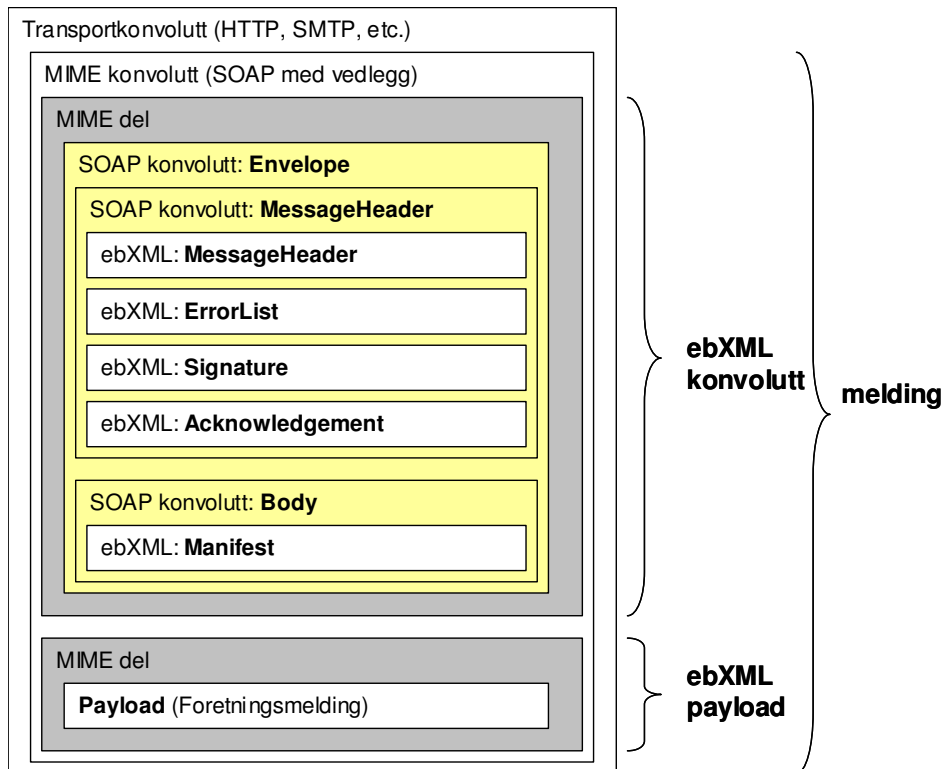 Transportkonvolutt (HTTP, SMTP, etc.)
MIME konvolutt (SOAP med vedlegg)
MIME del
SOAP konvolutt: Envelope
SOAP konvolutt: MessageHeader
ebXML: MessageHeader
ebXML: ErrorList
ebXML: Signature
ebXML: Acknowledgement
SOAP konvolutt: Body
ebXML: Manifest
ebXML
konvolutt
melding
MIME del
Payload (Foretningsmelding)
ebXML
payload